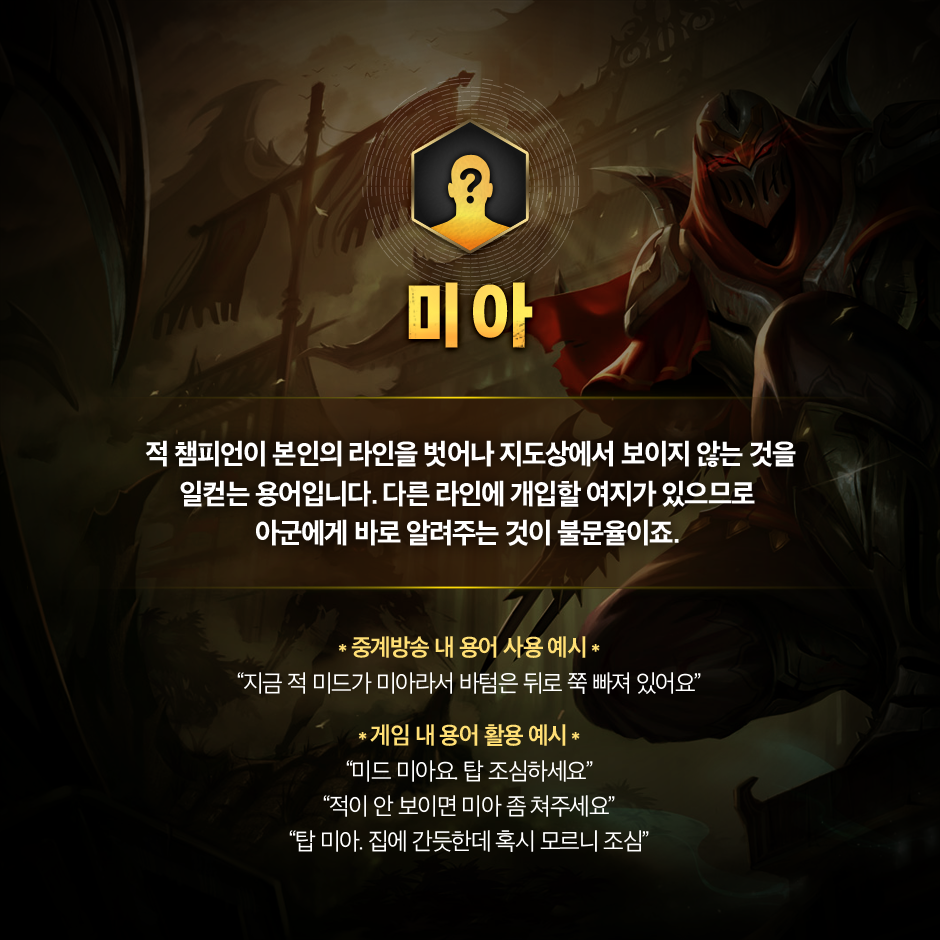 ?
미아
적 챔피언이 본인의 라인을 벗어나 지도상에서 보이지 않는 것을
일컫는 용어입니다. 다른 라인에 개입할 여지가 있으므로
아군에게 바로 알려주는 것이 불문율이죠.
* 중계방송 내 용어 사용 예시 *
“지금 적 미드가 미아라서 바텀은 뒤로 쭉 빠져 있어요”
* 게임 내 용어 활용 예시 *
“미드 미아요. 탑 조심하세요”
“적이 안 보이면 미아 좀 쳐주세요”
“탑 미아. 집에 간듯한데 혹시 모르니 조심”